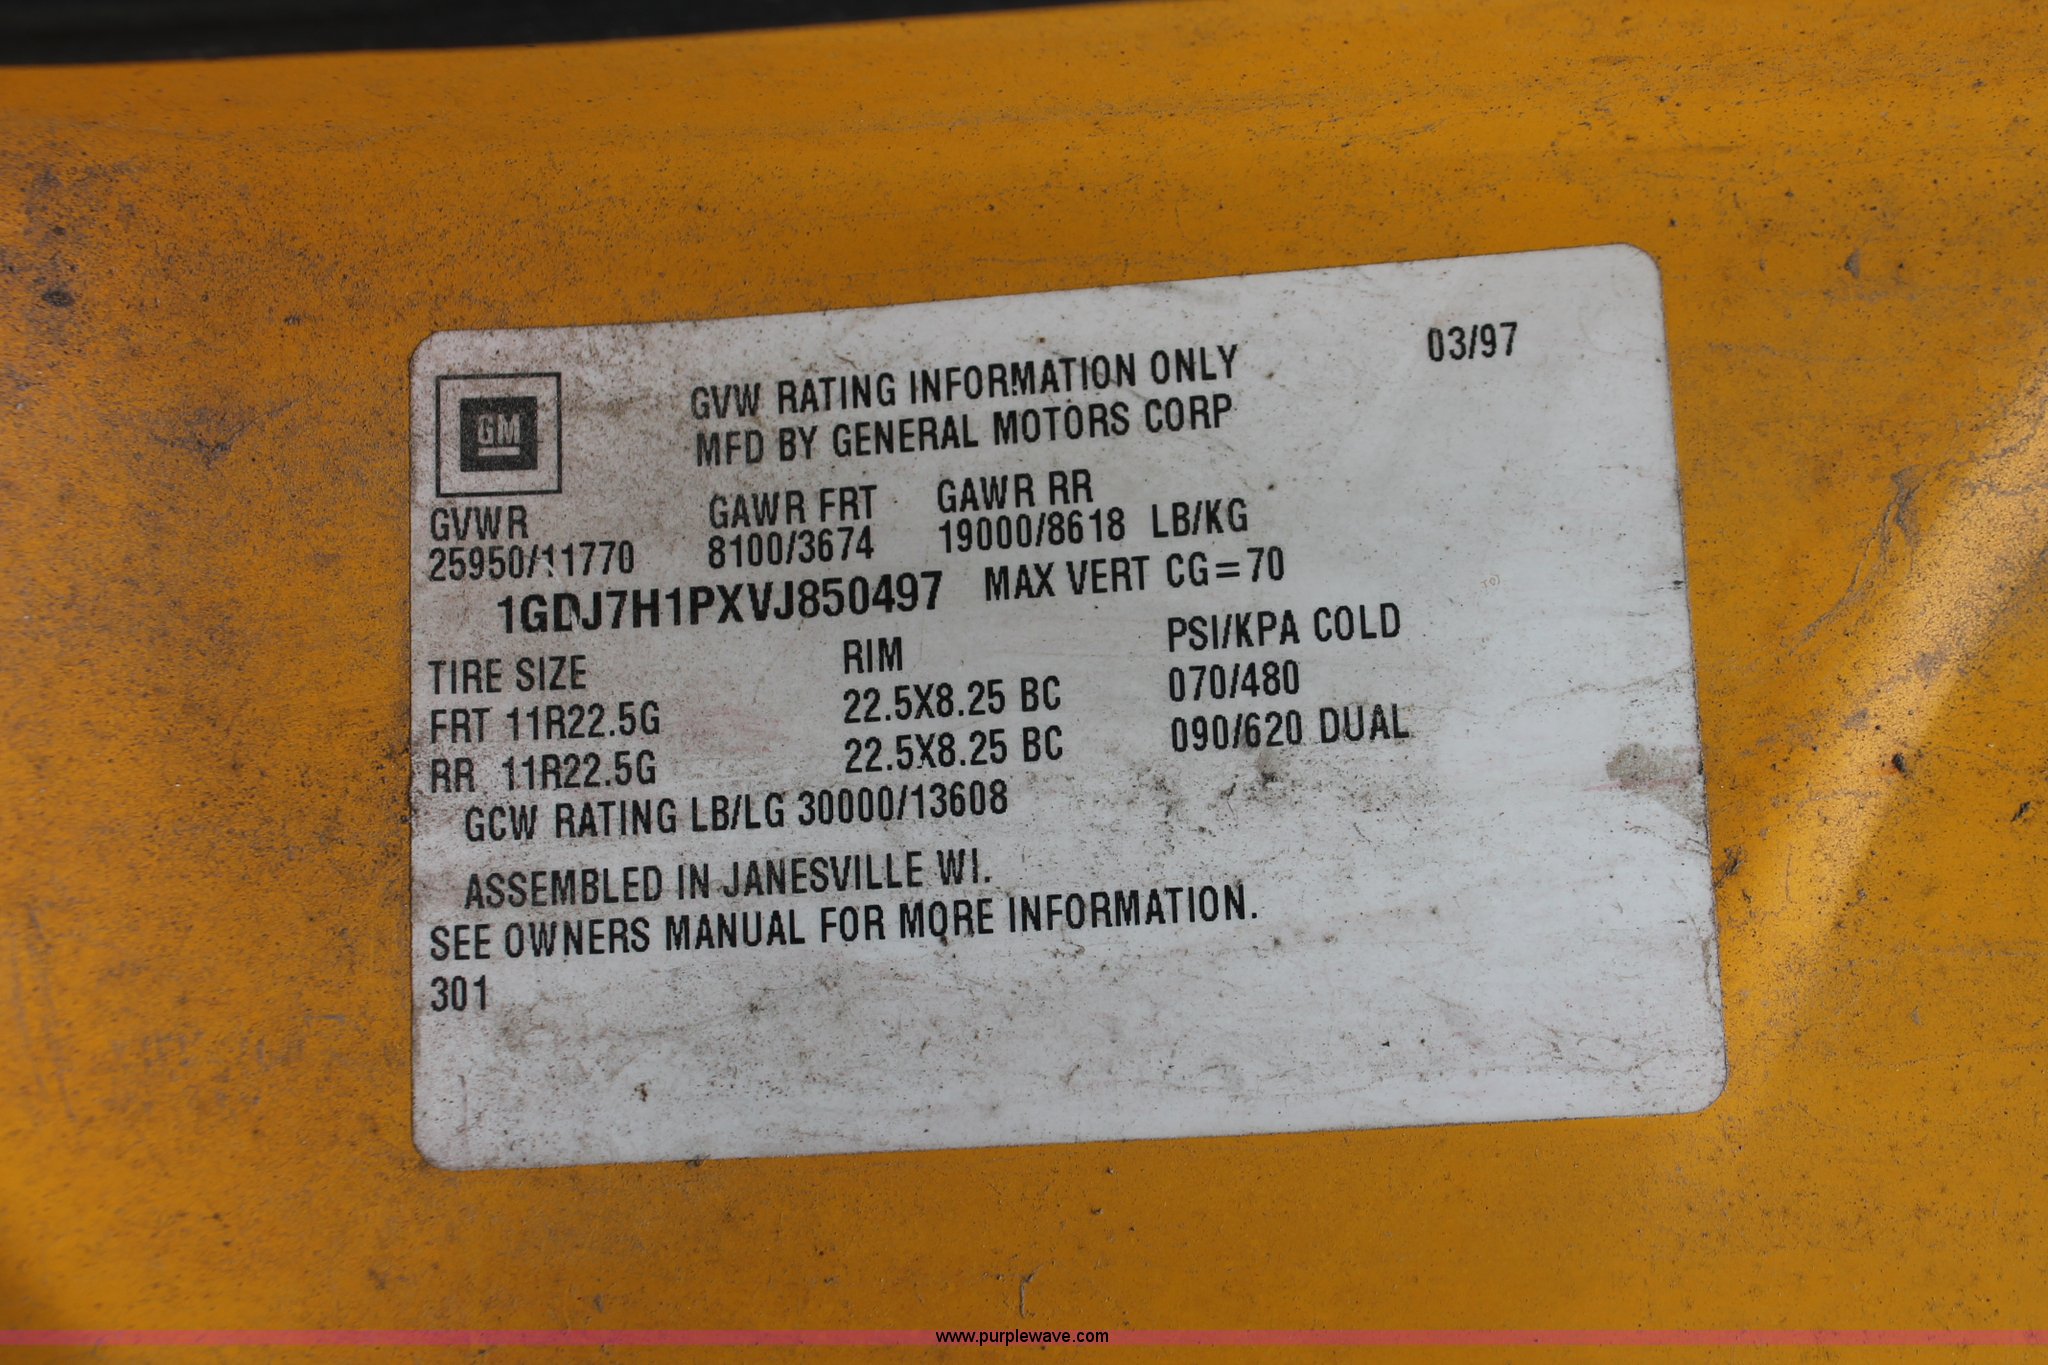 03/97
GM
GVW RATING INFORMATION ONLY
MFD BY GENERAL MOTORS CORP
GVWR GAWR FRT GAWR RR
25950/11770 8100/3674 19000/8618 LB/KG
1GDJ7H1PXVJ850497 MAX VERT CG=70
TIRE SIZE RIM PSI/KPA COLD
FRT 11R22.5G 22.5X8.25 BC 070/480
RR 11R22.5G 22.5X8.25 BC 090/620 DUAL
GCW RATING LB/LG 30000/13608
ASSEMBLED IN JANESVILLE WI.
SEE OWNERS MANUAL FOR MORE INFORMATION.
301
www.purplewave.com